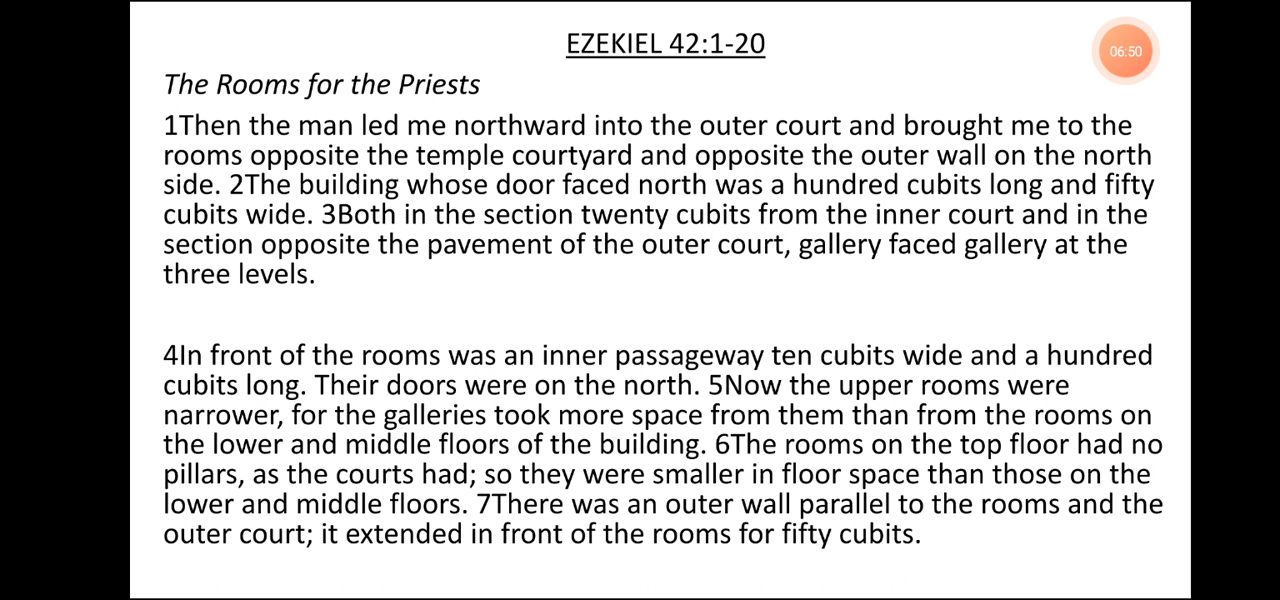 EZEKIEL 42:1-20
06:50
The Rooms for the Priests
1Then the man led me northward into the outer court and brought me to the
rooms opposite the temple courtyard and opposite the outer wall on the north
side. 2The building whose door faced north was a hundred cubits long and fifty
cubits wide. 3Both in the section twenty cubits from the inner court and in the
section opposite the pavement of the outer court, gallery faced gallery at the
three levels.
4In front of the rooms was an inner passageway ten cubits wide and a hundred
cubits long. Their doors were on the north. 5Now the upper rooms were
narrower, for the galleries took more space from them than from the rooms on
the lower and middle floors of the building. 6The rooms on the top floor had no
pillars, as the courts had; so they were smaller in floor space than those on the
lower and middle floors. 7There was an outer wall parallel to the rooms and the
outer court; it extended in front of the rooms for fifty cubits.